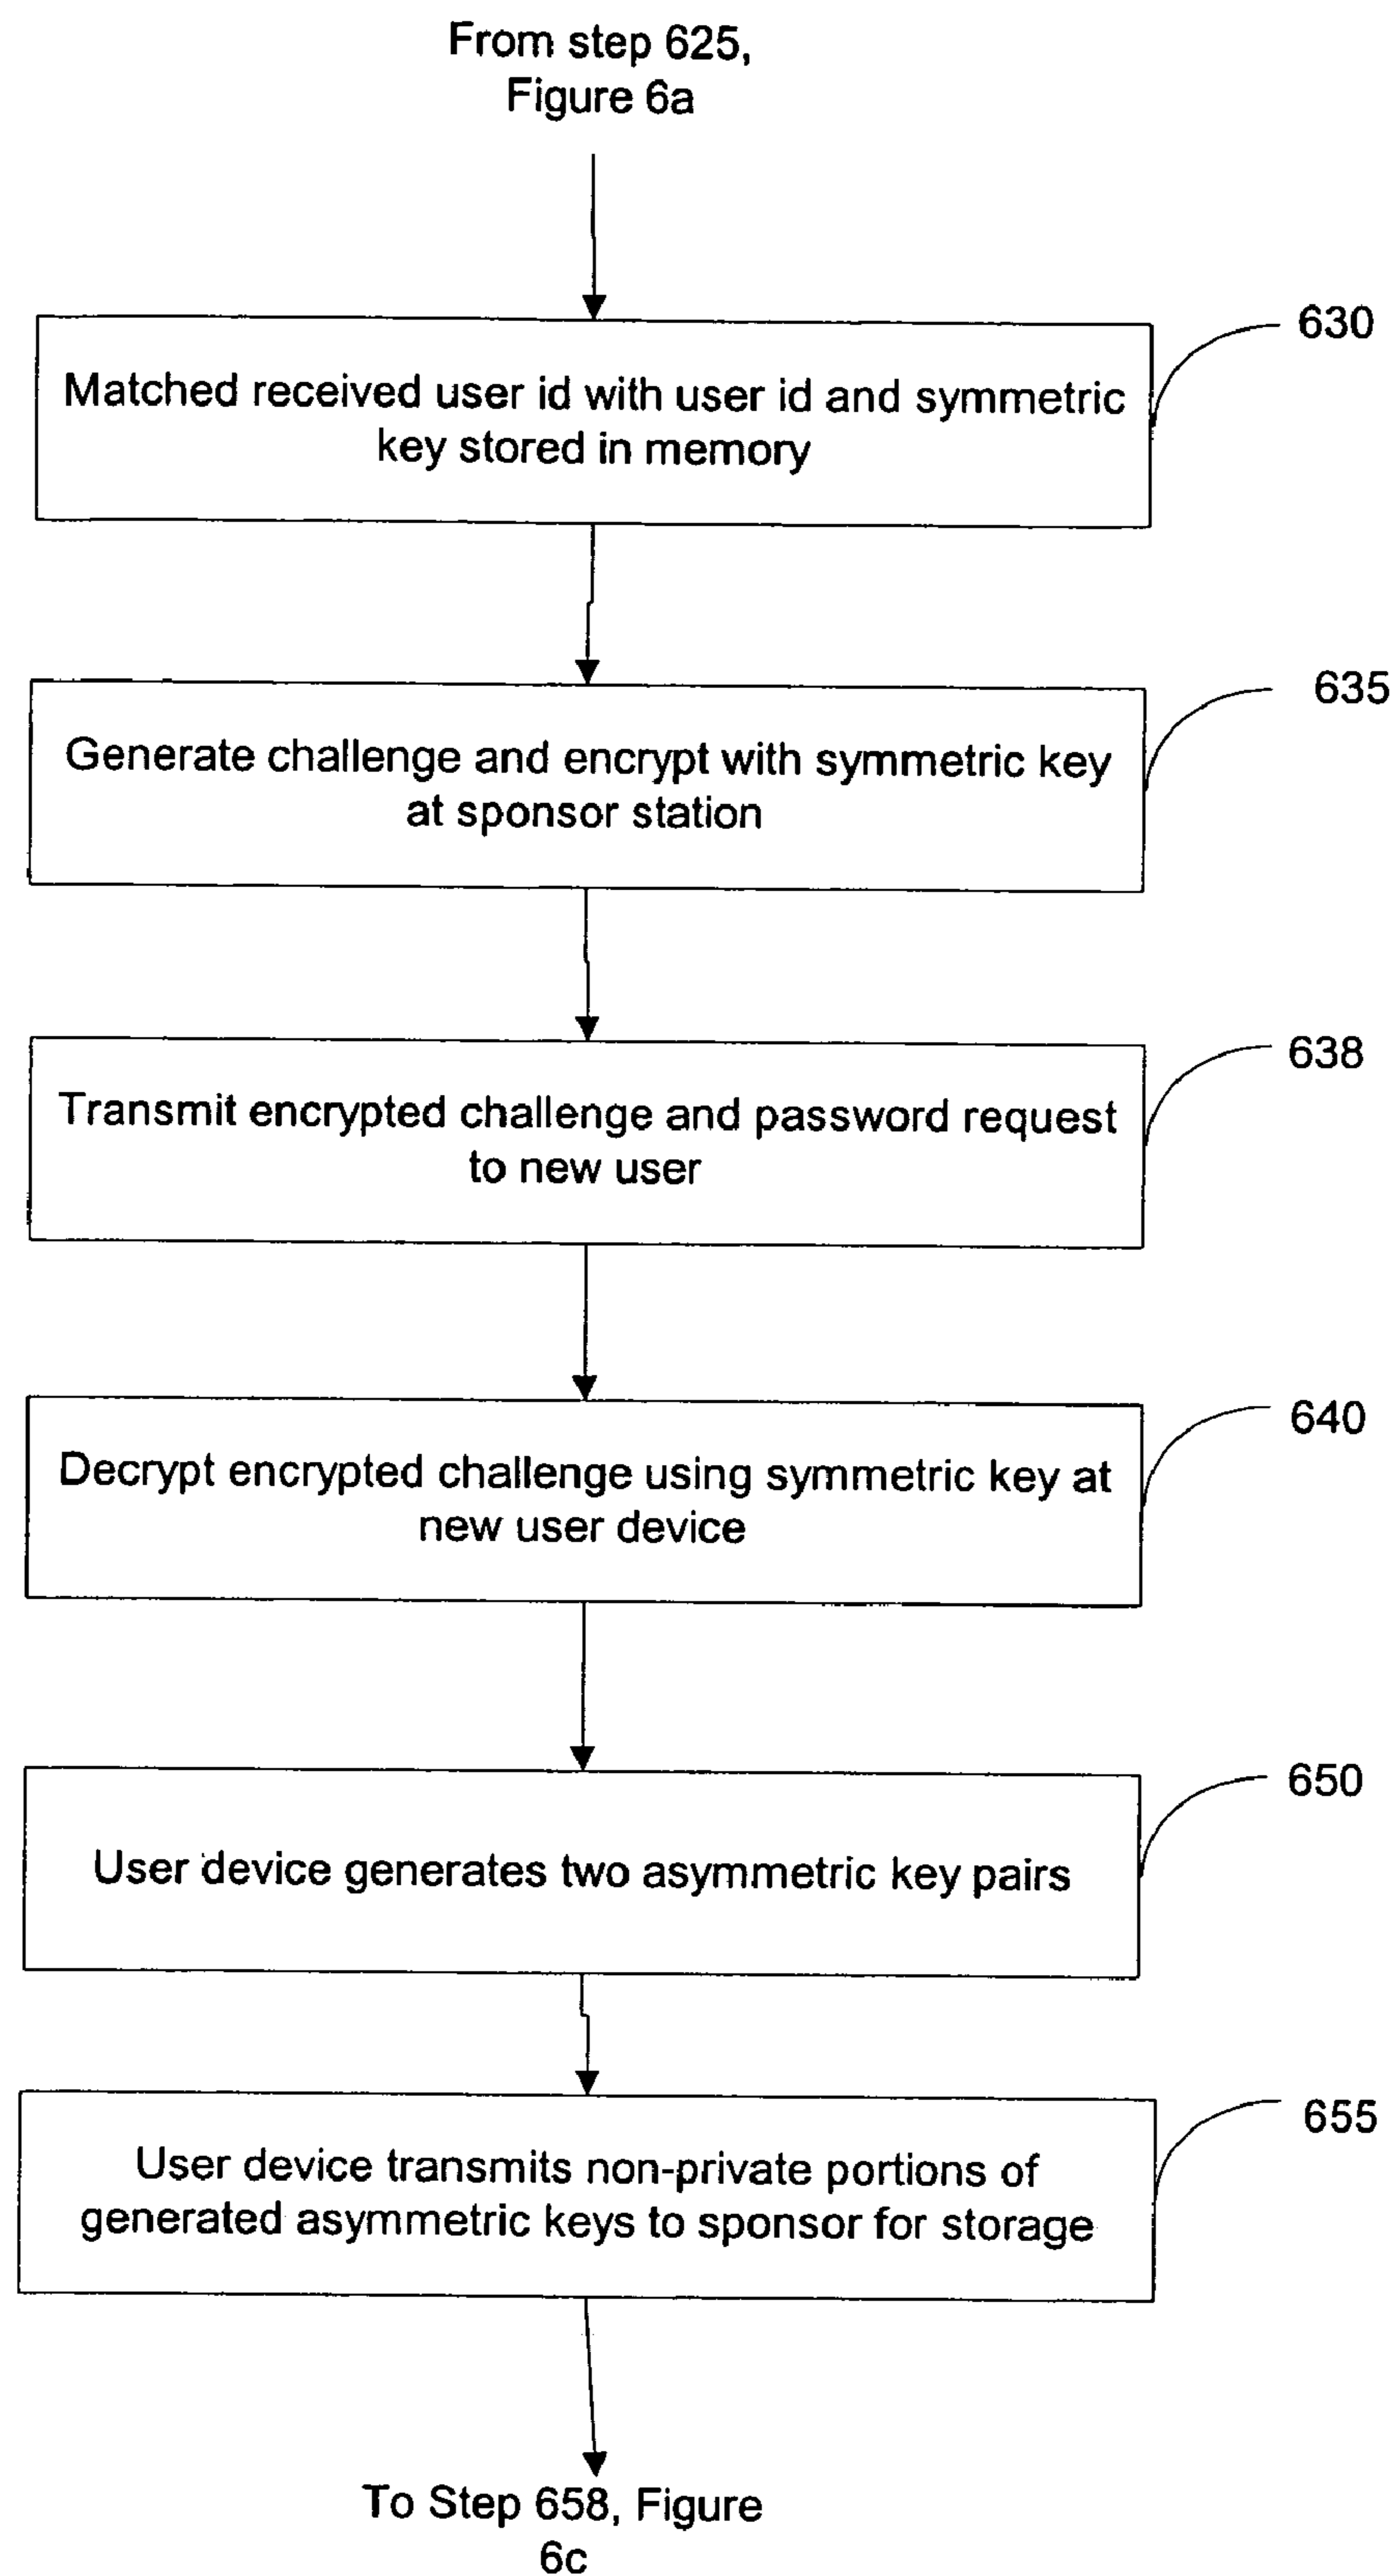 From step 625,
Figure 6a
630
Matched received user id with user id and symmetric
key stored in memory
635
Generate challenge and encrypt with symmetric key
at sponsor station
638
Transmit encrypted challenge and password request
to new user
640
Decrypt encrypted challenge using symmetric key at
new user device
650
User device generates two asymmetric key pairs
655
User device transmits non-private portions of
generated asymmetric keys to sponsor for storage
To Step 658, Figure
6c